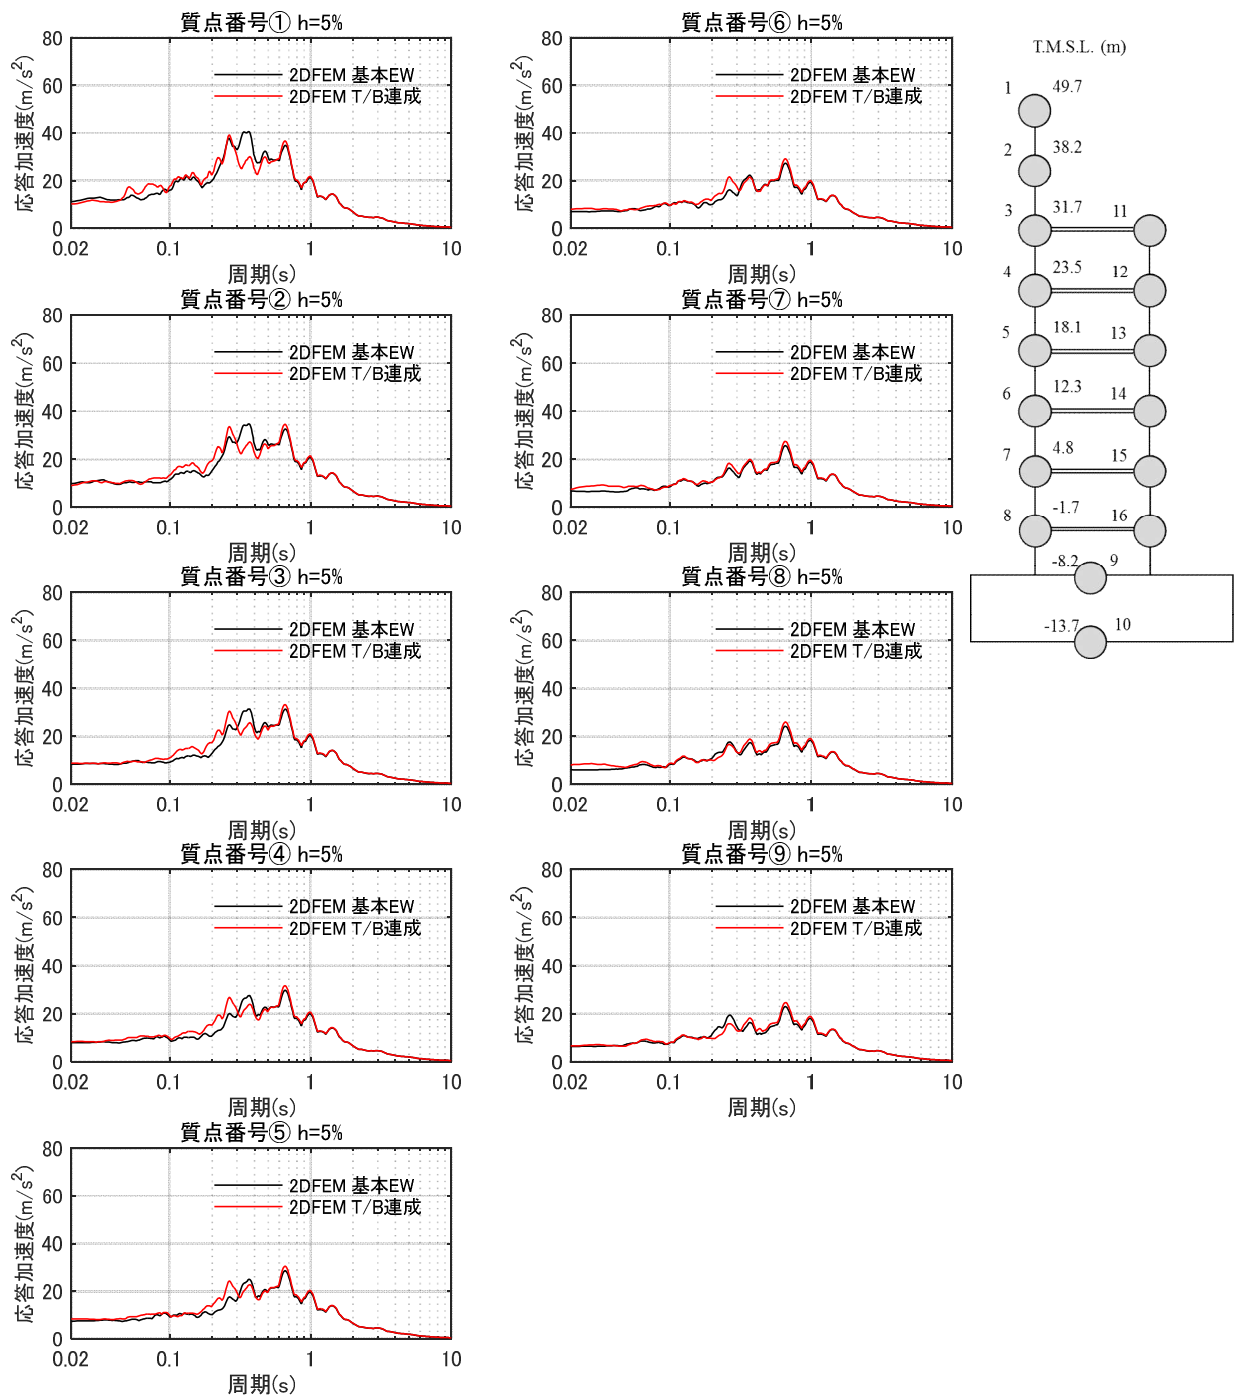 質点番号① h=5%
応答加速度(m/s²)
80
60
40
20
0
2DFEM 基本EW
2DFEM T/B連成
0.02 0.1 1 10
周期(s)
質点番号② h=5%
応答加速度(m/s²)
80
60
40
20
0
2DFEM 基本EW
2DFEM T/B連成
0.02 0.1 1 10
周期(s)
質点番号③ h=5%
応答加速度(m/s²)
80
60
40
20
0
2DFEM 基本EW
2DFEM T/B連成
0.02 0.1 1 10
周期(s)
質点番号④ h=5%
応答加速度(m/s²)
80
60
40
20
0
2DFEM 基本EW
2DFEM T/B連成
0.02 0.1 1 10
周期(s)
質点番号⑤ h=5%
応答加速度(m/s²)
80
60
40
20
0
2DFEM 基本EW
2DFEM T/B連成
0.02 0.1 1 10
周期(s)
質点番号⑥ h=5%
応答加速度(m/s²)
80
60
40
20
0
2DFEM 基本EW
2DFEM T/B連成
0.02 0.1 1 10
周期(s)
質点番号⑦ h=5%
応答加速度(m/s²)
80
60
40
20
0
2DFEM 基本EW
2DFEM T/B連成
0.02 0.1 1 10
周期(s)
質点番号⑧ h=5%
応答加速度(m/s²)
80
60
40
20
0
2DFEM 基本EW
2DFEM T/B連成
0.02 0.1 1 10
周期(s)
質点番号⑨ h=5%
応答加速度(m/s²)
80
60
40
20
0
2DFEM 基本EW
2DFEM T/B連成
0.02 0.1 1 10
周期(s)
T.M.S.L. (m)
1 49.7
2 38.2
3 31.7 11
4 23.5 12
5 18.1 13
6 12.3 14
7 4.8 15
8 -1.7 16
-8.2 9
-13.7 10